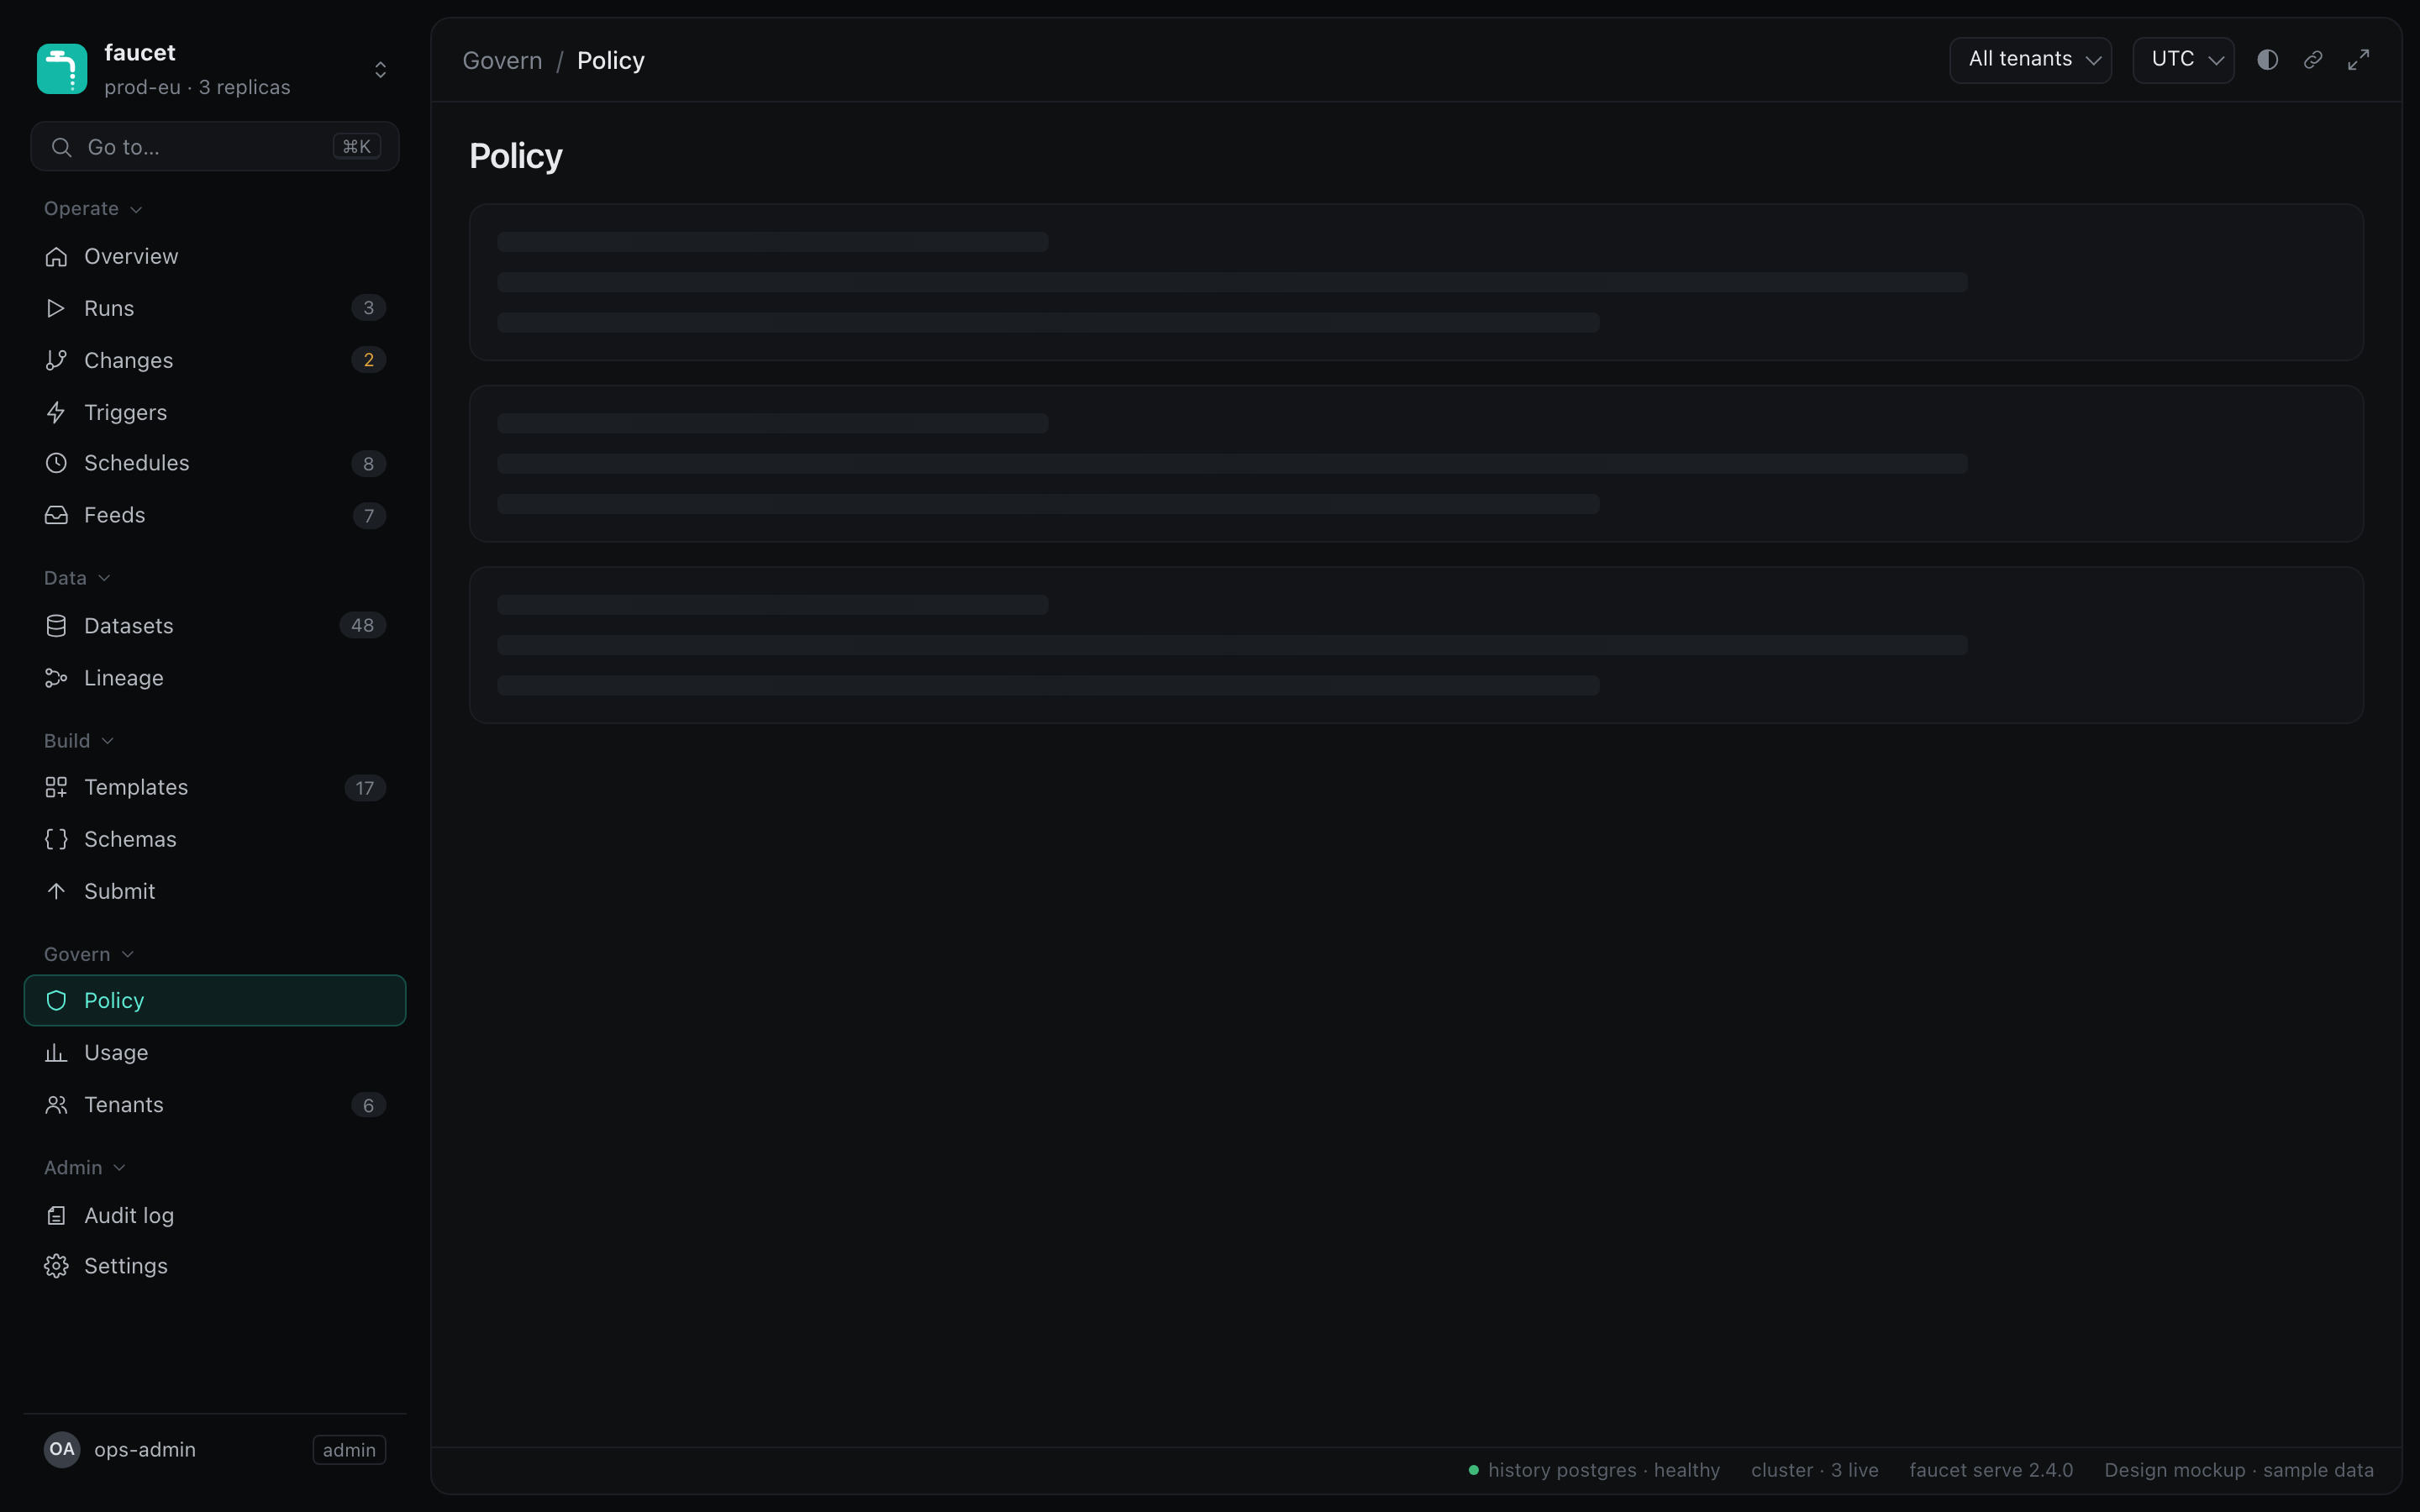 faucet
prod-eu · 3 replicas
Go to...
⌘K
Operate
Overview
Runs 3
Changes 2
Triggers
Schedules 8
Feeds 7
Data
Datasets 48
Lineage
Build
Templates 17
Schemas
Submit
Govern
Policy
Usage
Tenants 6
Admin
Audit log
Settings
OA ops-admin admin
Govern / Policy
All tenants
UTC
Policy
history postgres · healthy
cluster · 3 live
faucet serve 2.4.0
Design mockup · sample data